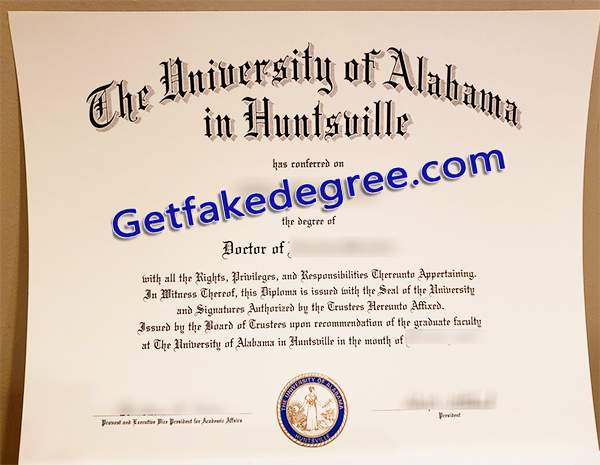 The University of Alabama
in Huntsville
has conferred on
Getfakedegree.com
the degree of
Doctor of
with all the Rights, Privileges, and Responsibilities Thereunto Appertaining.
In Witness Thereof, this Diploma is issued with the Seal of the University
and Signatures Authorized by the Trustees Hereunto Affixed.
Issued by the Board of Trustees upon recommendation of the graduate faculty
at The University of Alabama in Huntsville in the month of
THE UNIVERSITY OF ALABAMA
HUNTSVILLE
Provost and Executive Vice President for Academic Affairs
President